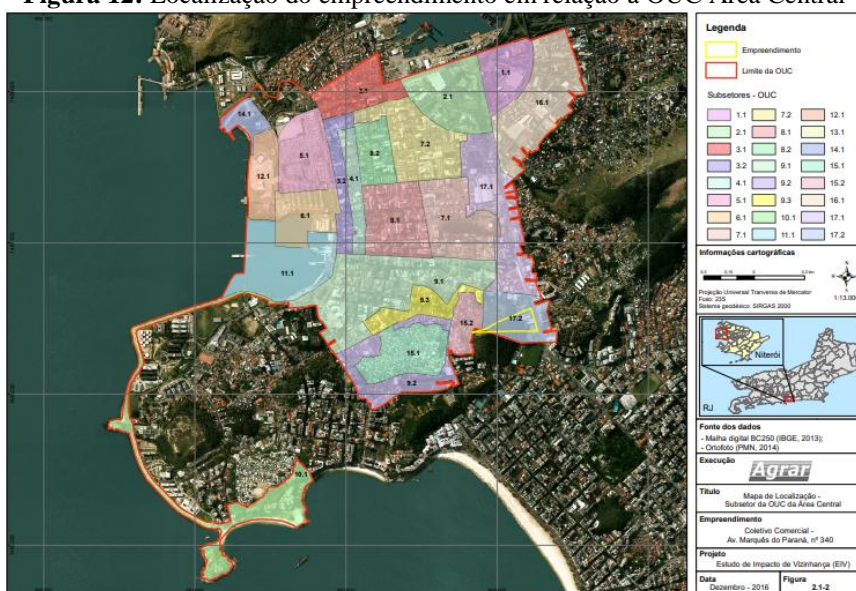 Figura 12: Localização do empreendimento em relação à OUC Área Central
Legenda
Empreendimento
Limite da OUC
Subsetores - OUC
1.1 7.2 12.1
2.1 8.1 13.1
3.1 8.2 14.1
3.2 9.1 15.1
4.1 9.2 15.2
5.1 9.3 16.1
6.1 10.1 17.1
7.1 11.1 17.2
Informações cartográficas
Projeção Universal Tranversa de Mercator
Fuso: 23S
Sistema geodésico: SIRGAS 2000
1:13.00
Niterói
RJ
Fonte dos dados
- Malha digital BC250 (IBGE, 2013);
- Ortofoto (PMN, 2014)
Execução
Agrar
Título
Mapa de Localização -
Subsetor da OUC da Área Central
Empreendimento
Coletivo Comercial -
Av. Marquês do Paraná, nº 340
Projeto
Estudo de Impacto de Vizinhança (EIV)
Data Figura
Dezembro - 2016 2.1-2
1.1
2.1
3.1
16.1
14.1
5.1
8.2
7.2
3.2
4.1
12.1
17.1
6.1
8.1
7.1
11.1
9.1
9.3
15.2
17.2
15.1
9.2
10.1